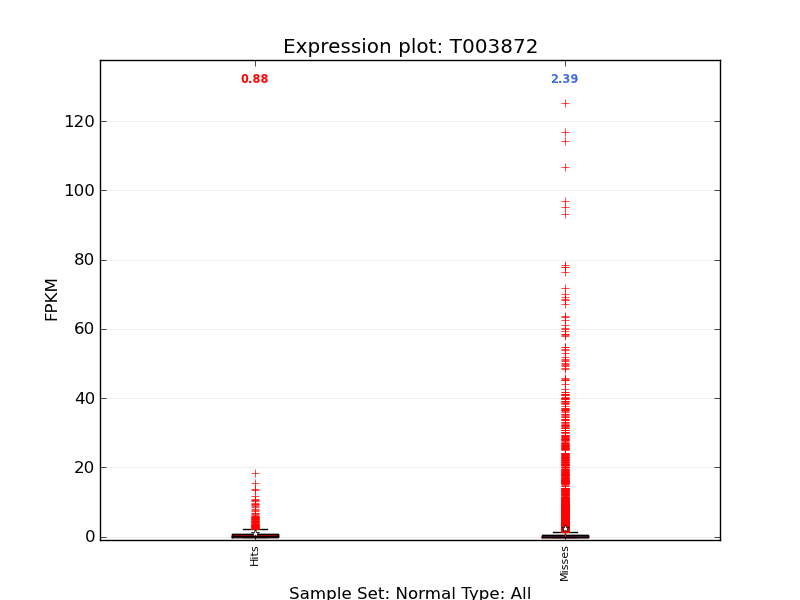 Expression plot: T003872
0.88 2.39
120
100
80
60
40
20
0
FPKM
Hits Misses
Sample Set: Normal Type: All